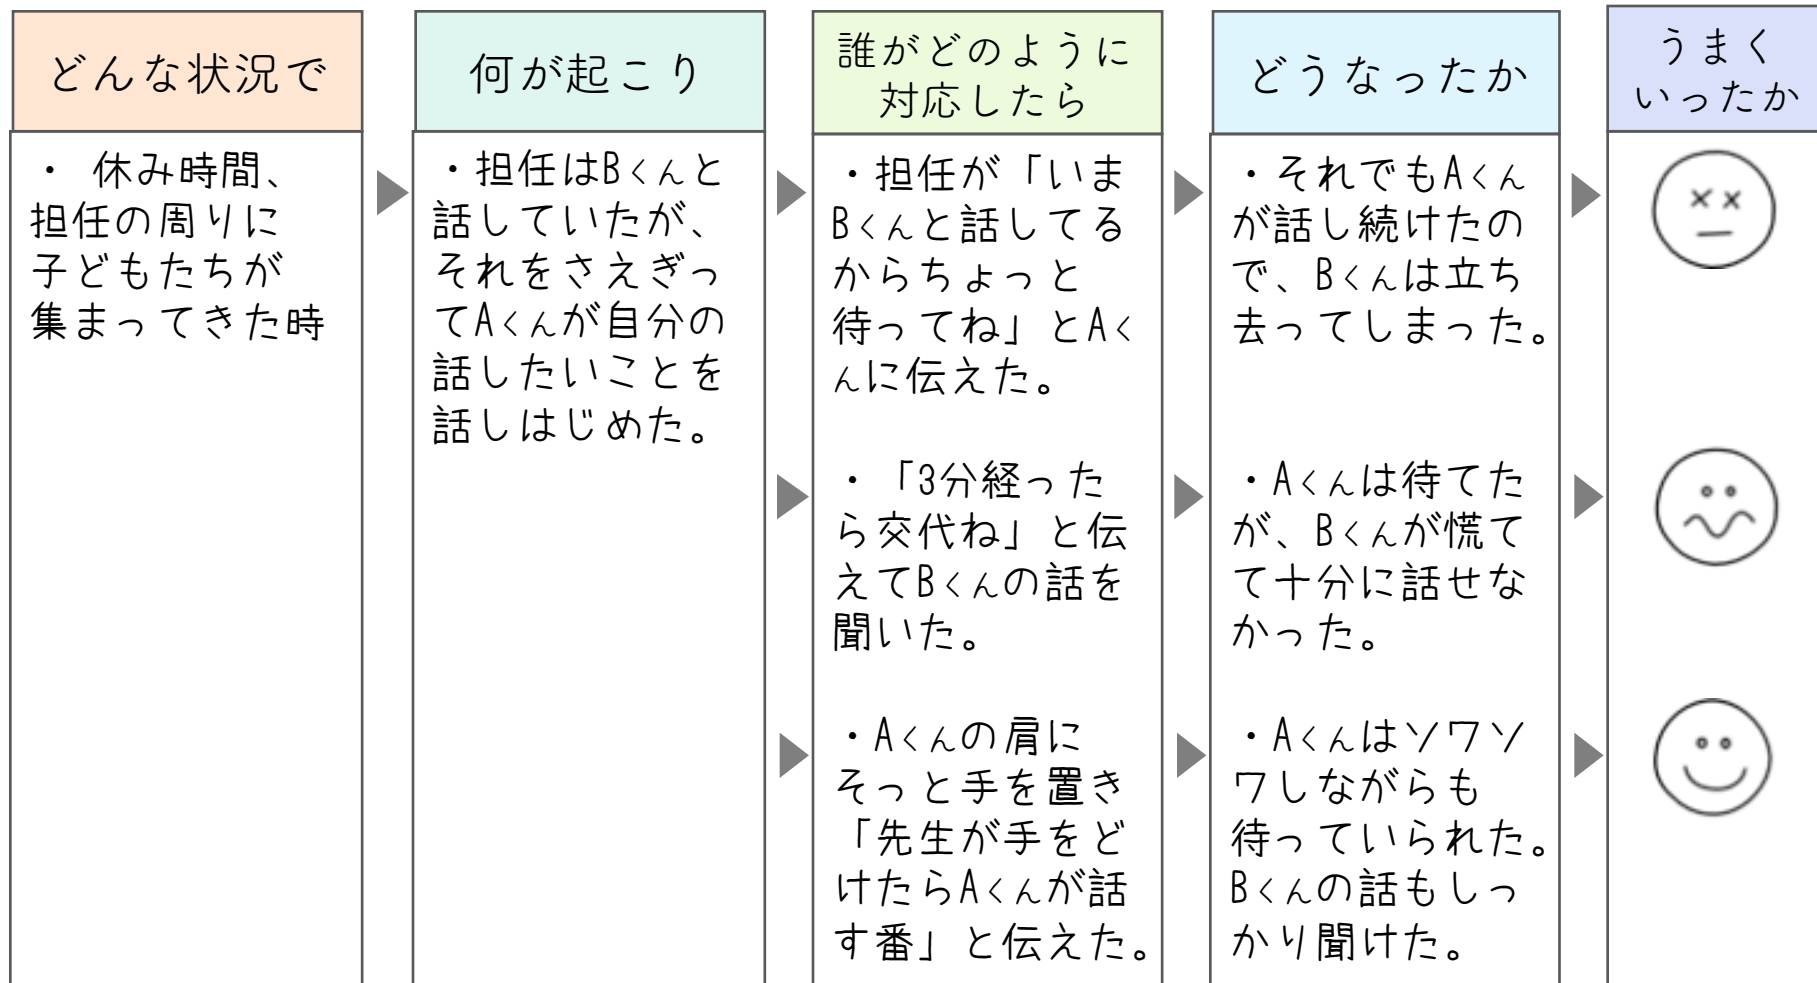 どんな状況で
何が起こり
誰がどのように
対応したら
どうなったか
うまく
いったか
・ 休み時間、
担任の周りに
子どもたちが
集まってきた時
・担任はBくんと
話していたが、
それをさえぎっ
てAくんが自分の
話したいことを
話しはじめた。
・担任が「いま
Bくんと話してる
からちょっと
待ってね」とAく
んに伝えた。
・それでもAくん
が話し続けたの
で、Bくんは立ち
去ってしまった。
・「3分経った
ら交代ね」と伝
えてBくんの話を
聞いた。
・Aくんは待てた
が、Bくんが慌て
て十分に話せな
かった。
・Aくんの肩に
そっと手を置き
「先生が手をど
けたらAくんが話
す番」と伝えた。
・Aくんはソワソ
ワしながらも
待っていられた。
Bくんの話もしっ
かり聞けた。